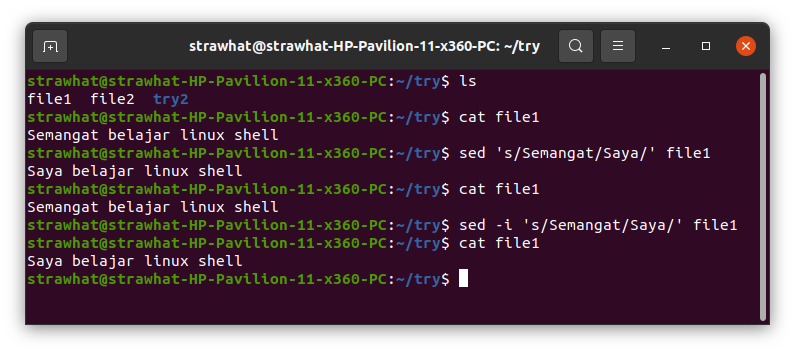 strawhat@strawhat-HP-Pavilion-11-x360-PC: ~/try
strawhat@strawhat-HP-Pavilion-11-x360-PC:~/try$ ls
file1  file2  try2
strawhat@strawhat-HP-Pavilion-11-x360-PC:~/try$ cat file1
Semangat belajar linux shell
strawhat@strawhat-HP-Pavilion-11-x360-PC:~/try$ sed 's/Semangat/Saya/' file1
Saya belajar linux shell
strawhat@strawhat-HP-Pavilion-11-x360-PC:~/try$ cat file1
Semangat belajar linux shell
strawhat@strawhat-HP-Pavilion-11-x360-PC:~/try$ sed -i 's/Semangat/Saya/' file1
strawhat@strawhat-HP-Pavilion-11-x360-PC:~/try$ cat file1
Saya belajar linux shell
strawhat@strawhat-HP-Pavilion-11-x360-PC:~/try$